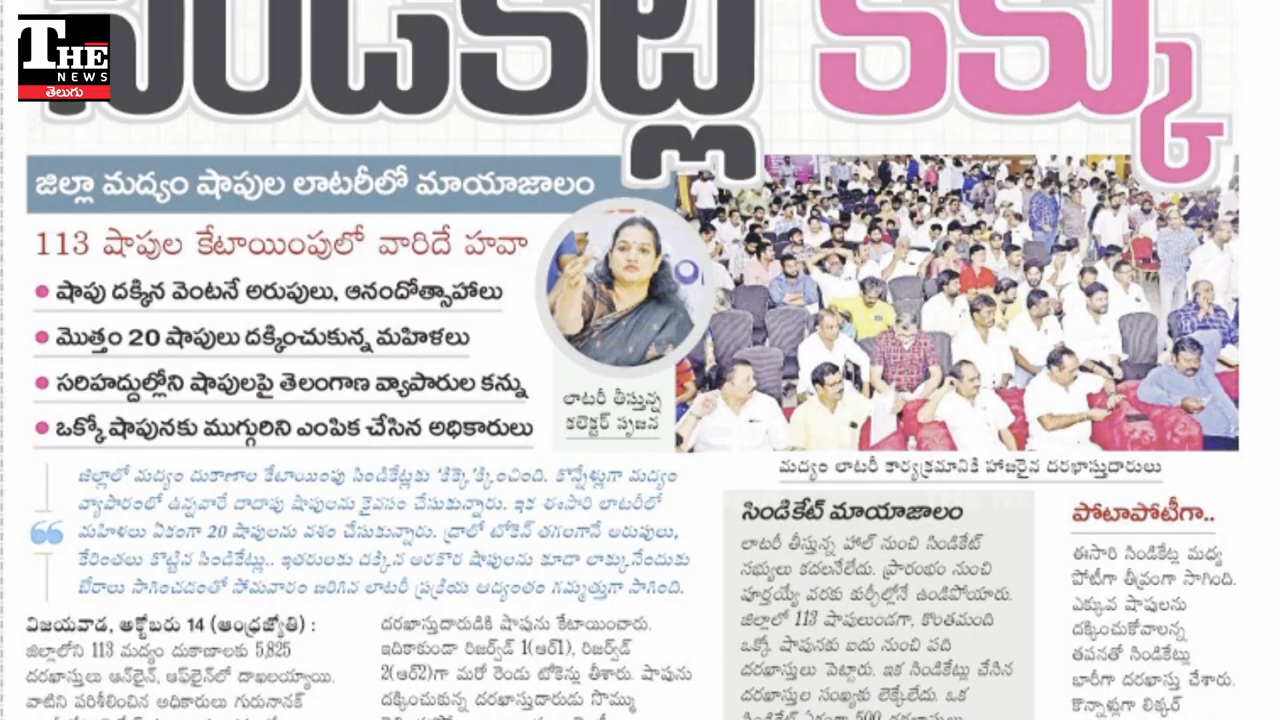 THE
NEWS
తెలుగు
సిండికేట్ల కిక్కు
జిల్లా మద్యం షాపుల లాటరీలో మాయాజాలం
113 షాపుల కేటాయింపులో వారిదే హవా
షాపు దక్కిన వెంటనే అరుపులు, ఆనందోత్సాహాలు
మొత్తం 20 షాపులు దక్కించుకున్న మహిళలు
సరిహద్దుల్లోని షాపులపై తెలంగాణ వ్యాపారుల కన్ను
ఒక్కో షాపునకు ముగ్గురిని ఎంపిక చేసిన అధికారులు
లాటరీ తీస్తున్న
కలెక్టర్ సృజన
మద్యం లాటరీ కార్యక్రమానికి హాజరైన దరఖాస్తుదారులు
జిల్లాలో మద్యం దుకాణాల కేటాయింపు సిండికేట్లకు 'కిక్కె'క్కించింది. కొన్నేళ్లుగా మద్యం
వ్యాపారంలో ఉన్నవారే దాదాపు షాపులను కైవసం చేసుకున్నారు. ఇక ఈసారి లాటరీలో
మహిళలు ఏకంగా 20 షాపులను వశం చేసుకున్నారు. డ్రాలో టోకెన్ తగలగానే అరుపులు,
కేరింతలు కొట్టిన సిండికేట్లు.. ఇతరులకు దక్కిన అరకొర షాపులను కూడా లాక్కునేందుకు
బేరాలు సాగించడంతో సోమవారం జరిగిన లాటరీ ప్రక్రియ ఆద్యంతం గమ్మత్తుగా సాగింది.
విజయవాడ, అక్టోబరు 14 (ఆంధ్రజ్యోతి) :
జిల్లాలోని 113 మద్యం దుకాణాలకు 5,825
దరఖాస్తులు ఆన్‌లైన్, ఆఫ్‌లైన్‌లో దాఖలయ్యాయి.
వాటిని పరిశీలించిన అధికారులు గురునానక్
దరఖాస్తుదారుడికి షాపును కేటాయించారు.
ఇదికాకుండా రిజర్వ్‌డ్ 1(ఆర్1), రిజర్వ్‌డ్
2(ఆర్2)గా మరో రెండు టోకెన్లు తీశారు. షాపును
దక్కించుకున్న దరఖాస్తుదారుడు సొమ్ము
సిండికేట్ మాయాజాలం
లాటరీ తీస్తున్న హాల్ నుంచి సిండికేట్
సభ్యులు కదలనేలేదు. ప్రారంభం నుంచి
పూర్తయ్యే వరకు కుర్చీల్లోనే ఉండిపోయారు.
జిల్లాలో 113 షాపులుండగా, కొంతమంది
ఒక్కో షాపునకు ఐదు నుంచి పది
దరఖాస్తులు పెట్టారు. ఇక సిండికేట్లు చేసిన
దరఖాస్తుల సంఖ్యకు లెక్కేలేదు. ఒక
సిండికేట్ ఏకంగా 500 దరఖాస్తులు
పోటాపోటీగా..
ఈసారి సిండికేట్ల మధ్య
పోటీగా తీవ్రంగా సాగింది.
ఎక్కువ షాపులను
దక్కించుకోవాలన్న
తపనతో సిండికేట్లు
భారీగా దరఖాస్తు చేశారు.
కొన్నాళ్లుగా లిక్కర్